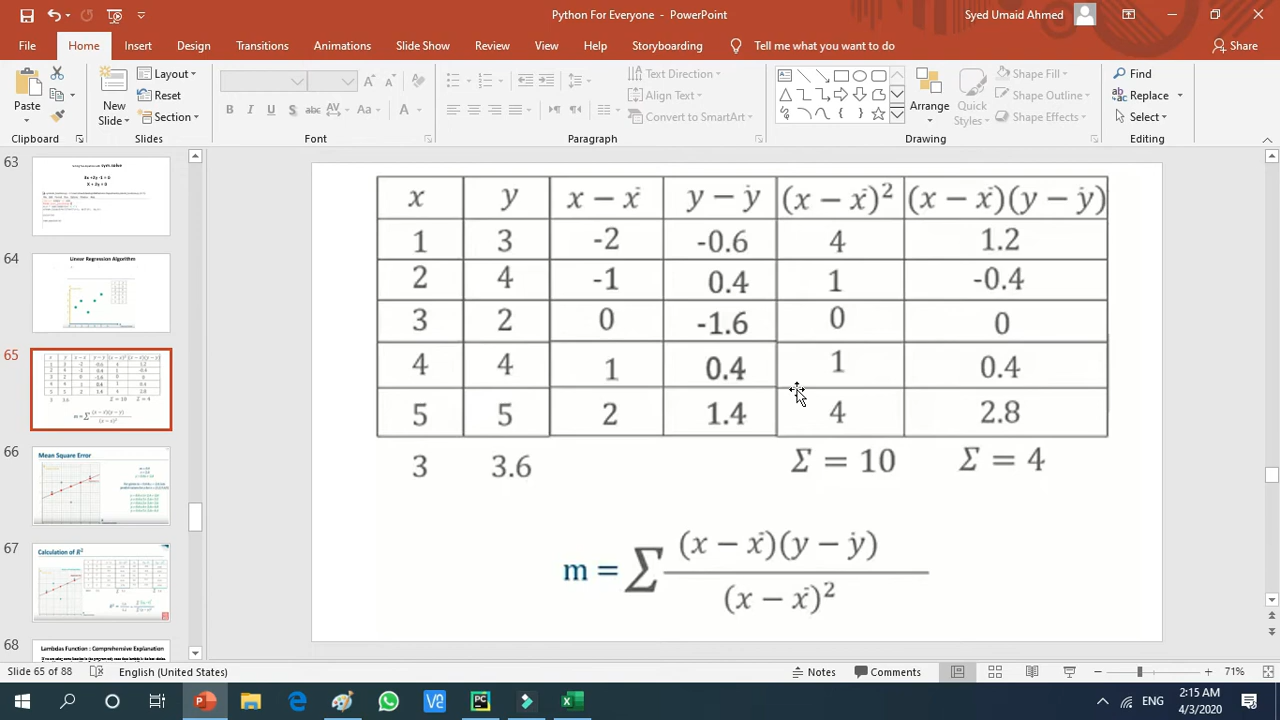 Python For Everyone - PowerPoint
Syed Umaid Ahmed
File Home Insert Design Transitions Animations Slide Show Review View Help Storyboarding Tell me what you want to do Share
Paste
Clipboard
New Slide
Layout
Reset
Section
Slides
B I U S abc AV Aa A
Font
Text Direction
Align Text
Convert to SmartArt
Paragraph
Arrange
Quick Styles
Shape Fill
Shape Outline
Shape Effects
Drawing
Find
Replace
Select
Editing
63
64
Linear Regression Algorithm
65
66
Mean Square Error
67
Calculation of R²
68
Lambdas Function : Comprehensive Explanation
x y x − ẋ y − ẏ (x − ẋ)² (x − ẋ)(y − ẏ)
1 3 -2 -0.6 4 1.2
2 4 -1 0.4 1 -0.4
3 2 0 -1.6 0 0
4 4 1 0.4 1 0.4
5 5 2 1.4 4 2.8
3 3.6 Σ = 10 Σ = 4
m = ∑ (x − ẋ)(y − ẏ)
(x − ẋ)²
Slide 65 of 88 English (United States) Notes Comments 71%
ENG
2:15 AM
4/3/2020